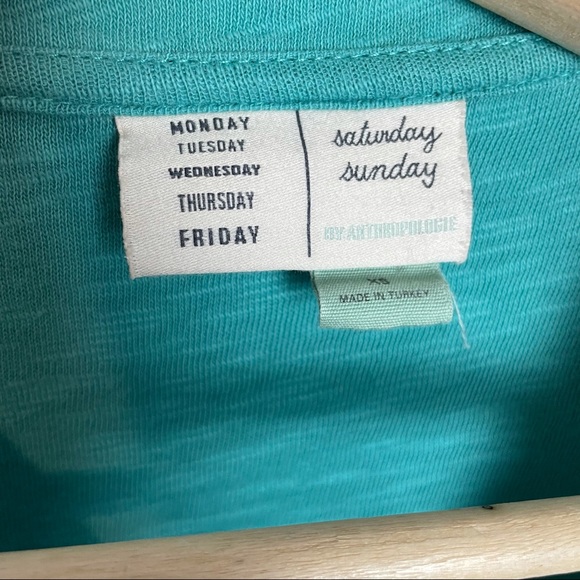 MONDAY
TUESDAY
WEDNESDAY
THURSDAY
FRIDAY
saturday
sunday
BY ANTHROPOLOGIE
XS
MADE IN TURKEY